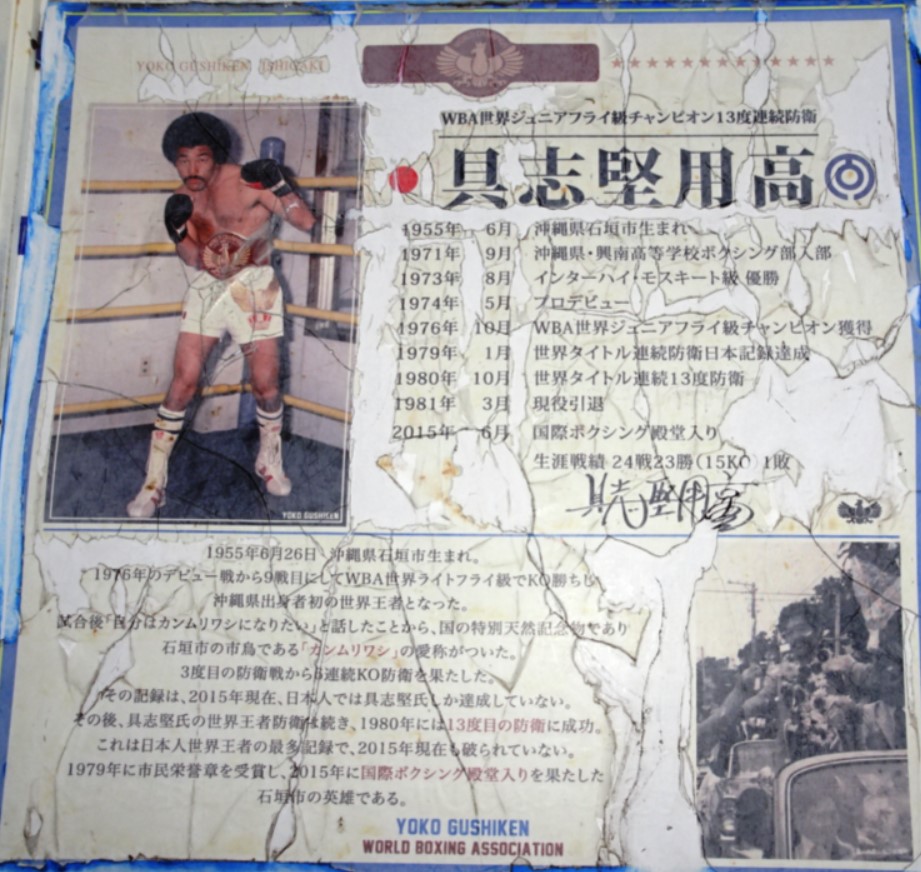 YOKO GUSHIKEN ISHIGAKI
WBA世界ジュニアフライ級チャンピオン13度連続防衛
具志堅用高
1955年 6月 沖縄県石垣市生まれ
1971年 9月 沖縄県・興南高等学校ボクシング部入部
1973年 8月 インターハイ・モスキート級 優勝
1974年 5月 プロデビュー
1976年 10月 WBA世界ジュニアフライ級チャンピオン獲得
1979年 1月 世界タイトル連続防衛日本記録達成
1980年 10月 世界タイトル連続13度防衛
1981年 3月 現役引退
2015年 6月 国際ボクシング殿堂入り
生涯戦績 24戦23勝(15KO) 1敗
具志堅用高
YOKO GUSHIKEN
1955年6月26日 沖縄県石垣市生まれ。
1976年のデビュー戦から9戦目にしてWBA世界ライトフライ級でKO勝ちし
沖縄県出身者初の世界王者となった。
試合後「自分はカンムリワシになりたい」と話したことから、国の特別天然記念物であり
石垣市の市鳥である「カンムリワシ」の愛称がついた。
3度目の防衛戦から6連続KO防衛を果たした。
その記録は、2015年現在、日本人では具志堅氏しか達成していない。
その後、具志堅氏の世界王者防衛は続き、1980年には13度目の防衛に成功。
これは日本人世界王者の最多記録で、2015年現在も破られていない。
1979年に市民栄誉章を受賞し、2015年に国際ボクシング殿堂入りを果たした
石垣市の英雄である。
YOKO GUSHIKEN
WORLD BOXING ASSOCIATION